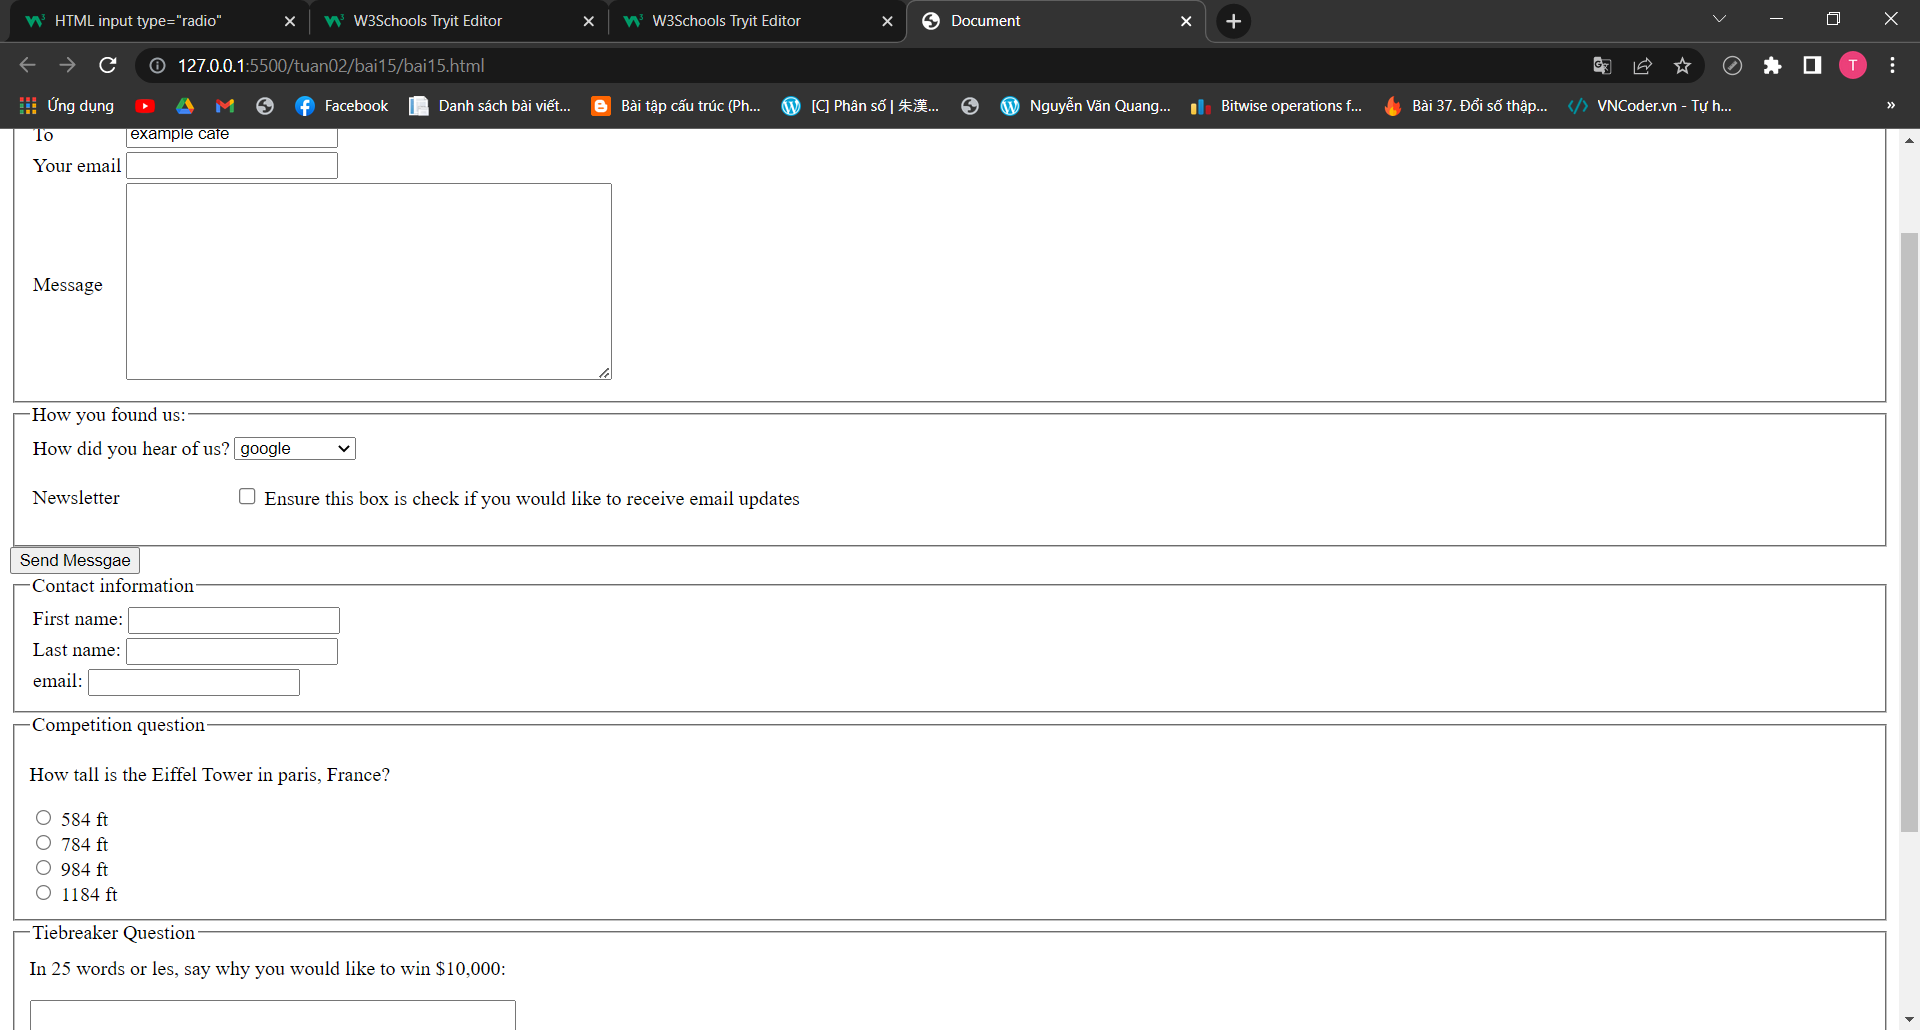 HTML input type="radio"
W3Schools Tryit Editor
W3Schools Tryit Editor
Document
127.0.0.1:5500/tuan02/bai15/bai15.html
T
Ứng dụng
Facebook
Danh sách bài viết...
Bài tập cấu trúc (Ph...
[C] Phân số | 朱漢...
Nguyễn Văn Quang...
Bitwise operations f...
Bài 37. Đổi số thập...
VNCoder.vn - Tự h...
»
To example cafe
Your email
Message
How you found us:
How did you hear of us? google
Newsletter Ensure this box is check if you would like to receive email updates
Send Messgae
Contact information
First name:
Last name:
email:
Competition question
How tall is the Eiffel Tower in paris, France?
584 ft
784 ft
984 ft
1184 ft
Tiebreaker Question
In 25 words or les, say why you would like to win $10,000: